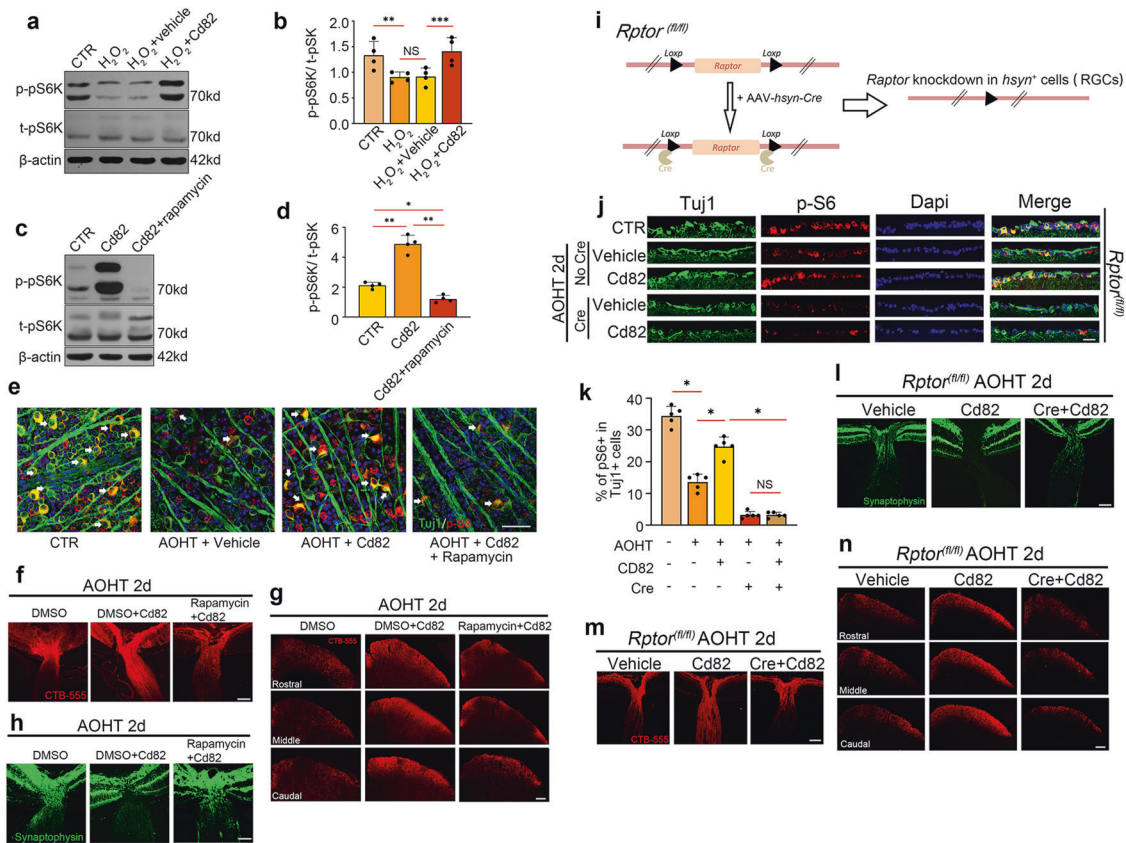 a
CTR
H2O2
H2O2+vehicle
H2O2+Cd82
p-pS6K
70kd
t-pS6K
70kd
β-actin
42kd
b
p-pS6K/ t-pSK
2.0
1.5
1.0
0.5
0.0
**
NS
***
CTR
H2O2
H2O2+Vehicle
H2O2+Cd82
c
CTR
Cd82
Cd82+rapamycin
p-pS6K
70kd
t-pS6K
70kd
β-actin
42kd
d
p-pS6K/ t-pSK
6
4
2
0
*
**
**
CTR
Cd82
Cd82+rapamycin
e
Tuj1/p-S6
CTR
AOHT + Vehicle
AOHT + Cd82
AOHT + Cd82
+ Rapamycin
f
AOHT 2d
DMSO
DMSO+Cd82
Rapamycin
+Cd82
CTB-555
g
AOHT 2d
DMSO
DMSO+Cd82
Rapamycin+Cd82
CTB-555
Rostral
Middle
Caudal
h
AOHT 2d
DMSO
DMSO+Cd82
Rapamycin
+Cd82
Synaptophysin
i
Rptor (fl/fl)
Loxp
Loxp
Raptor
+ AAV-hsyn-Cre
Loxp
Loxp
Raptor
Cre
Cre
Raptor knockdown in hsyn+ cells ( RGCs)
Loxp
j
Tuj1
p-S6
Dapi
Merge
CTR
Vehicle
Cd82
Vehicle
Cd82
No Cre
Cre
AOHT 2d
Rptor(fl/fl)
k
% of pS6+ in
Tuj1+ cells
40
30
20
10
0
*
*
*
NS
AOHT - + + + +
CD82 - - + - +
Cre - - - + +
l
Rptor(fl/fl) AOHT 2d
Vehicle
Cd82
Cre+Cd82
Synaptophysin
m
Rptor(fl/fl) AOHT 2d
Vehicle
Cd82
Cre+Cd82
CTB-555
n
Rptor(fl/fl) AOHT 2d
Vehicle
Cd82
Cre+Cd82
Rostral
Middle
Caudal